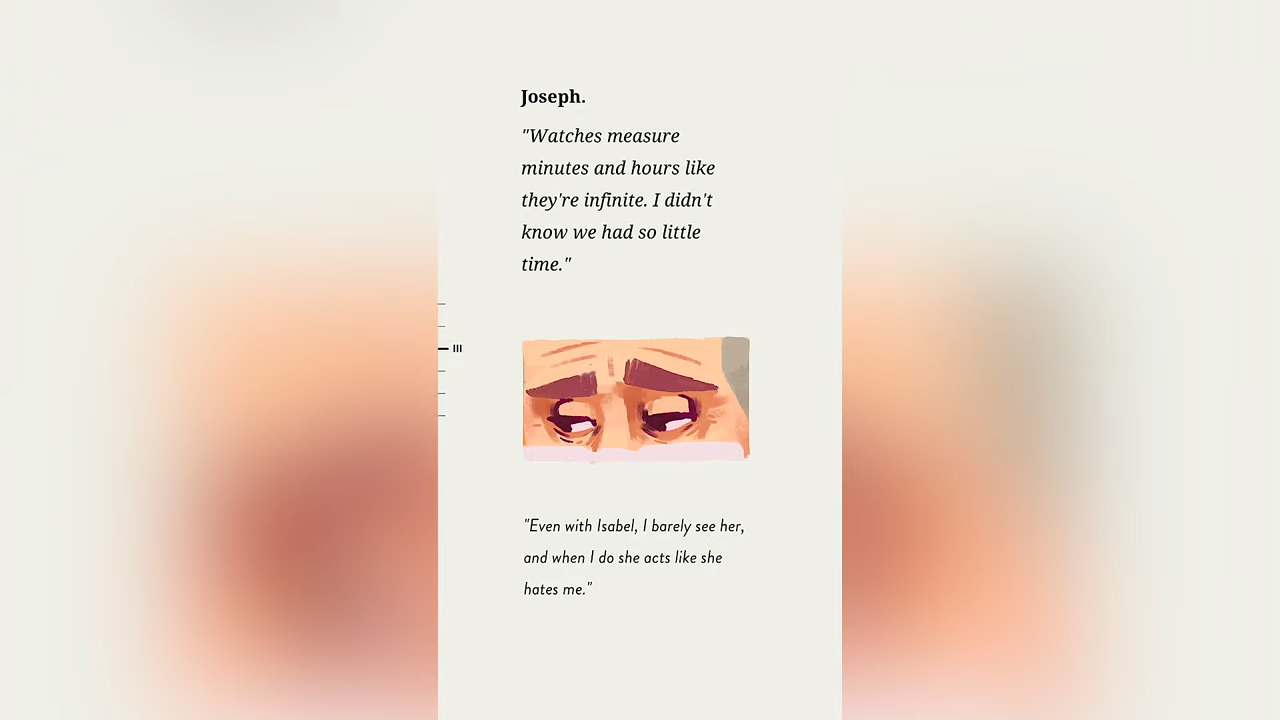 Joseph.
"Watches measure
minutes and hours like
they're infinite. I didn't
know we had so little
time."
III
"Even with Isabel, I barely see her,
and when I do she acts like she
hates me."